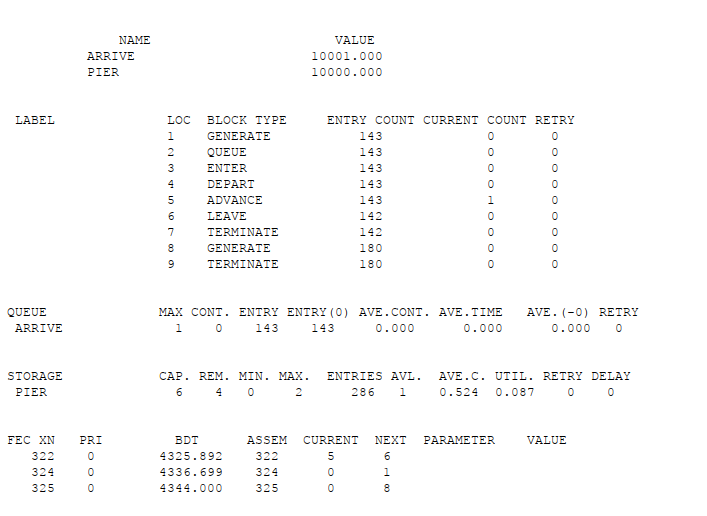 NAME VALUE
ARRIVE 10001.000
PIER 10000.000
LABEL LOC BLOCK TYPE ENTRY COUNT CURRENT COUNT RETRY
1 GENERATE 143 0 0
2 QUEUE 143 0 0
3 ENTER 143 0 0
4 DEPART 143 0 0
5 ADVANCE 143 1 0
6 LEAVE 142 0 0
7 TERMINATE 142 0 0
8 GENERATE 180 0 0
9 TERMINATE 180 0 0
QUEUE MAX CONT. ENTRY ENTRY(0) AVE.CONT. AVE.TIME AVE.(-0) RETRY
ARRIVE 1 0 143 143 0.000 0.000 0.000 0
STORAGE CAP. REM. MIN. MAX. ENTRIES AVL. AVE.C. UTIL. RETRY DELAY
PIER 6 4 0 2 286 1 0.524 0.087 0 0
FEC XN PRI BDT ASSEM CURRENT NEXT PARAMETER VALUE
322 0 4325.892 322 5 6
324 0 4336.699 324 0 1
325 0 4344.000 325 0 8